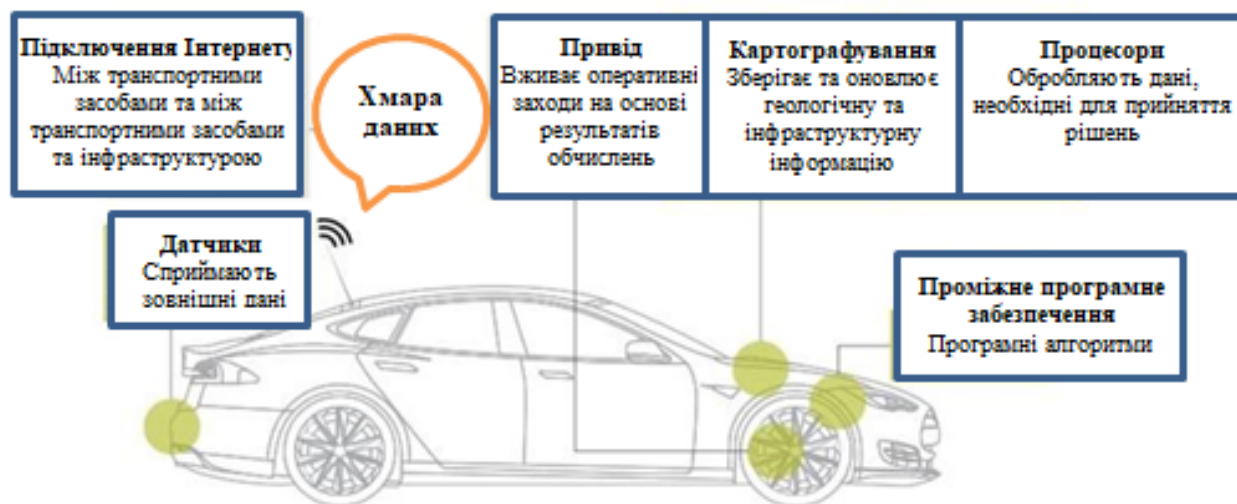 Підключення Інтернету
Між транспортними
засобами та між
транспортними засобами
та інфраструктурою
Хмара
даних
Привід
Вживає оперативні
заходи на основі
результатів
обчислень
Картографування
Зберігає та оновлює
геологічну та
інфраструктурну
інформацію
Процесори
Обробляють дані,
необхідні для прийняття
рішень
Датчики
Сприймають
зовнішні дані
Проміжне програмне
забезпечення
Програмні алгоритми